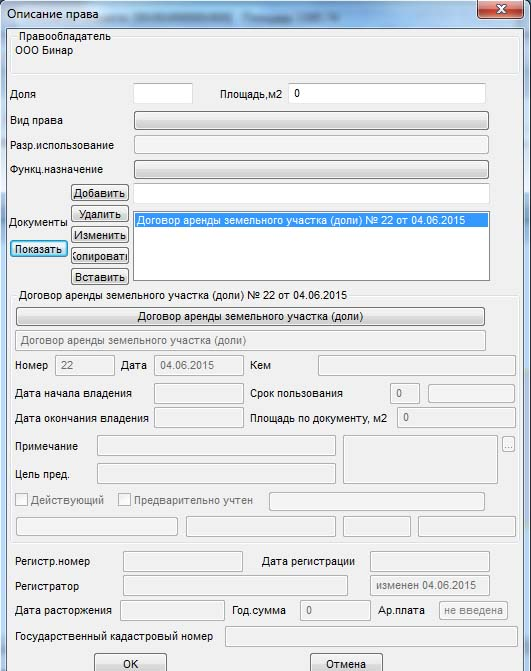 Описание права
Правообладатель
ООО Бинар
Доля Площадь,м2 0
Вид права
Разр.использование
Функц.назначение
Добавить
Документы Удалить Договор аренды земельного участка (доли) № 22 от 04.06.2015
Изменить
Показать Копировать
Вставить
Договор аренды земельного участка (доли) № 22 от 04.06.2015
Договор аренды земельного участка (доли)
Договор аренды земельного участка (доли)
Номер 22 Дата 04.06.2015 Кем
Дата начала владения Срок пользования 0
Дата окончания владения Площадь по документу, м2 0
Примечание ...
Цель пред.
Действующий Предварительно учтен
Регистр.номер Дата регистрации
Регистратор изменен 04.06.2015
Дата расторжения Год.сумма 0 Ар.плата не введена
Государственный кадастровый номер
OK Отмена